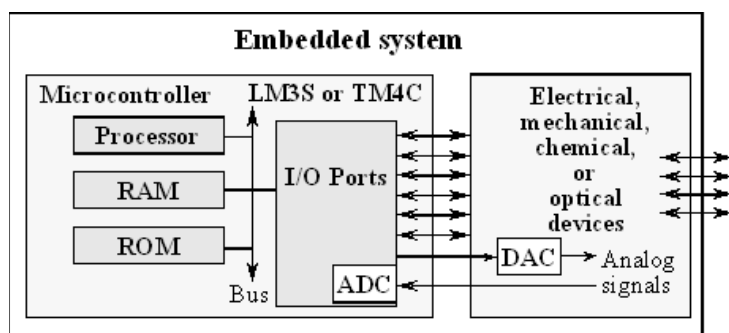 Embedded system
Microcontroller
LM3S or TM4C
Processor
RAM
ROM
Bus
I/O Ports
ADC
Electrical,
mechanical,
chemical,
or
optical
devices
DAC
Analog
signals